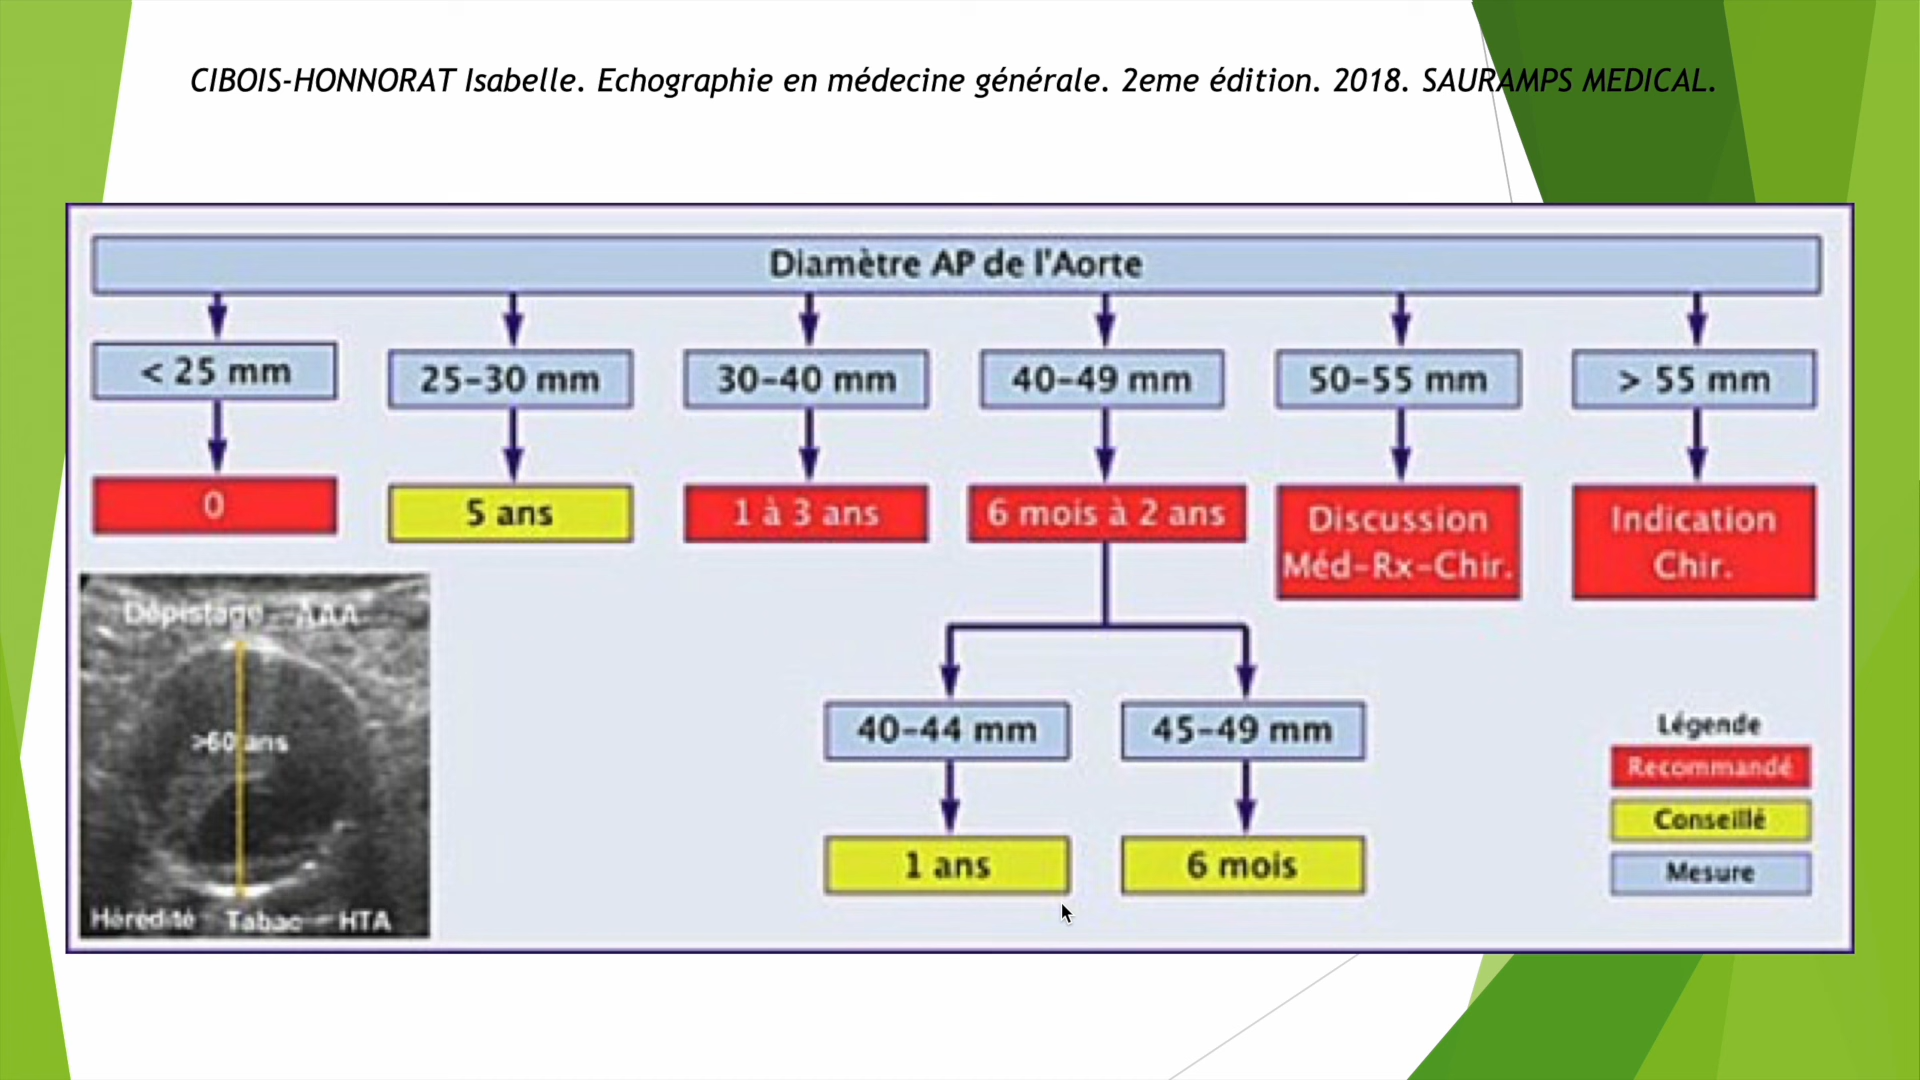 CIBOIS-HONNORAT Isabelle. Echographie en médecine générale. 2eme édition. 2018. SAURAMPS MEDICAL.
Diamètre AP de l'Aorte
< 25 mm
25-30 mm
30-40 mm
40-49 mm
50-55 mm
> 55 mm
0
5 ans
1 à 3 ans
6 mois à 2 ans
Discussion
Méd-Rx-Chir.
Indication
Chir.
40-44 mm
45-49 mm
1 ans
6 mois
Dépistage - AAA
>60 ans
Hérédité - Tabac - HTA
Légende
Recommandé
Conseillé
Mesure